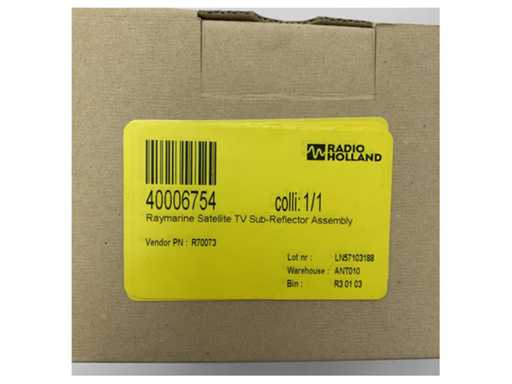 RADIO
HOLLAND
40006754 colli: 1/1
Raymarine Satellite TV Sub-Reflector Assembly
Vendor PN : R70073
Lot nr : LN57103188
Warehouse : ANT010
Bin : R3 01 03